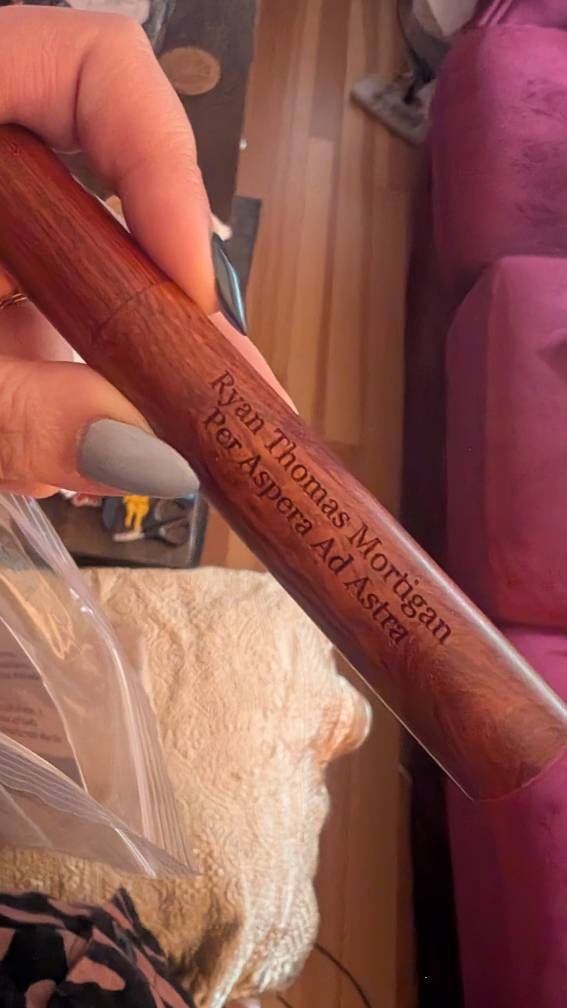 Ryan Thomas Mortigan
Per Aspera Ad Astra